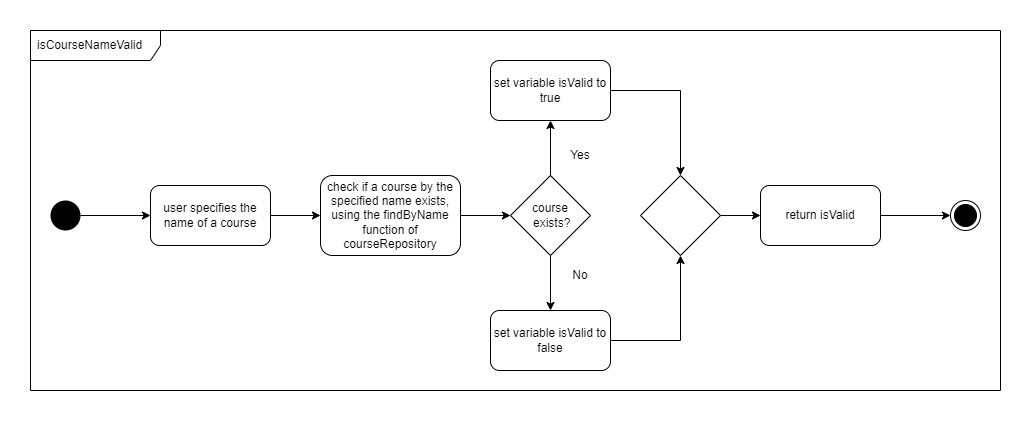 isCourseNameValid
set variable isValid to
true
Yes
user specifies the
name of a course
check if a course by the
specified name exists,
using the findByName
function of
courseRepository
course
exists?
return isValid
No
set variable isValid to
false